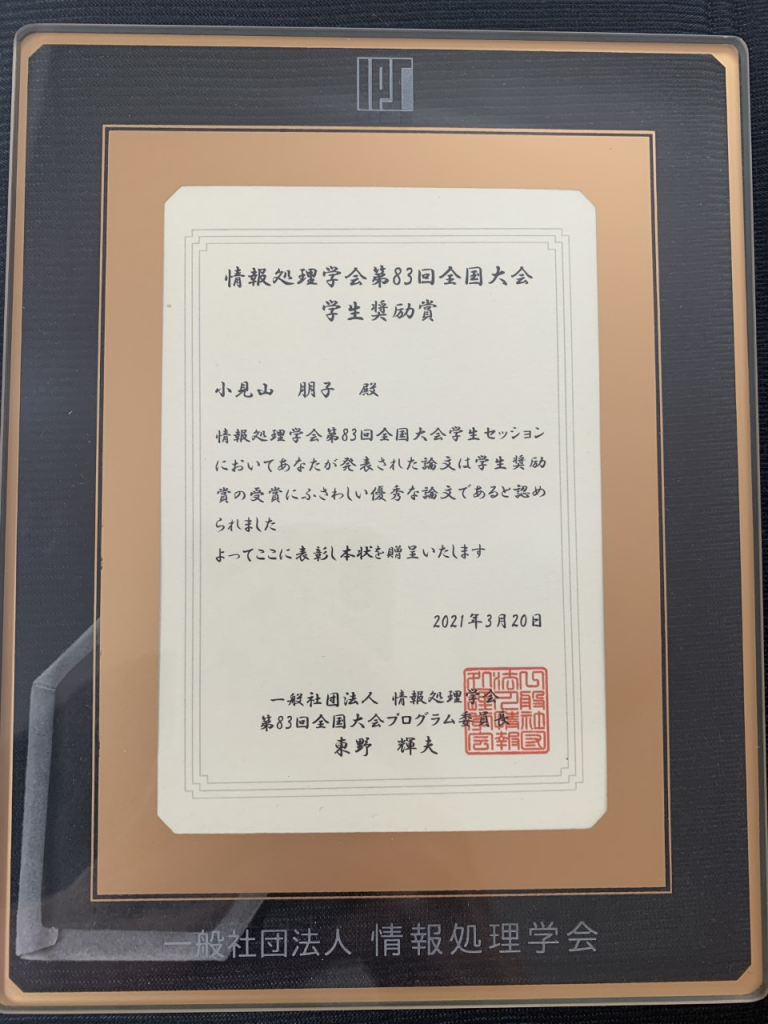 IPSJ
情報処理学会第83回全国大会
学生奨励賞
小見山 朋子 殿
情報処理学会第83回全国大会学生セッション
においてあなたが発表された論文は学生奨励
賞の受賞にふさわしい優秀な論文であると認め
られました
よってここに表彰し本状を贈呈いたします
2021年3月20日
一般社団法人 情報処理学会
第83回全国大会プログラム委員長
東野 輝夫
一般社団法人 情報処理学会